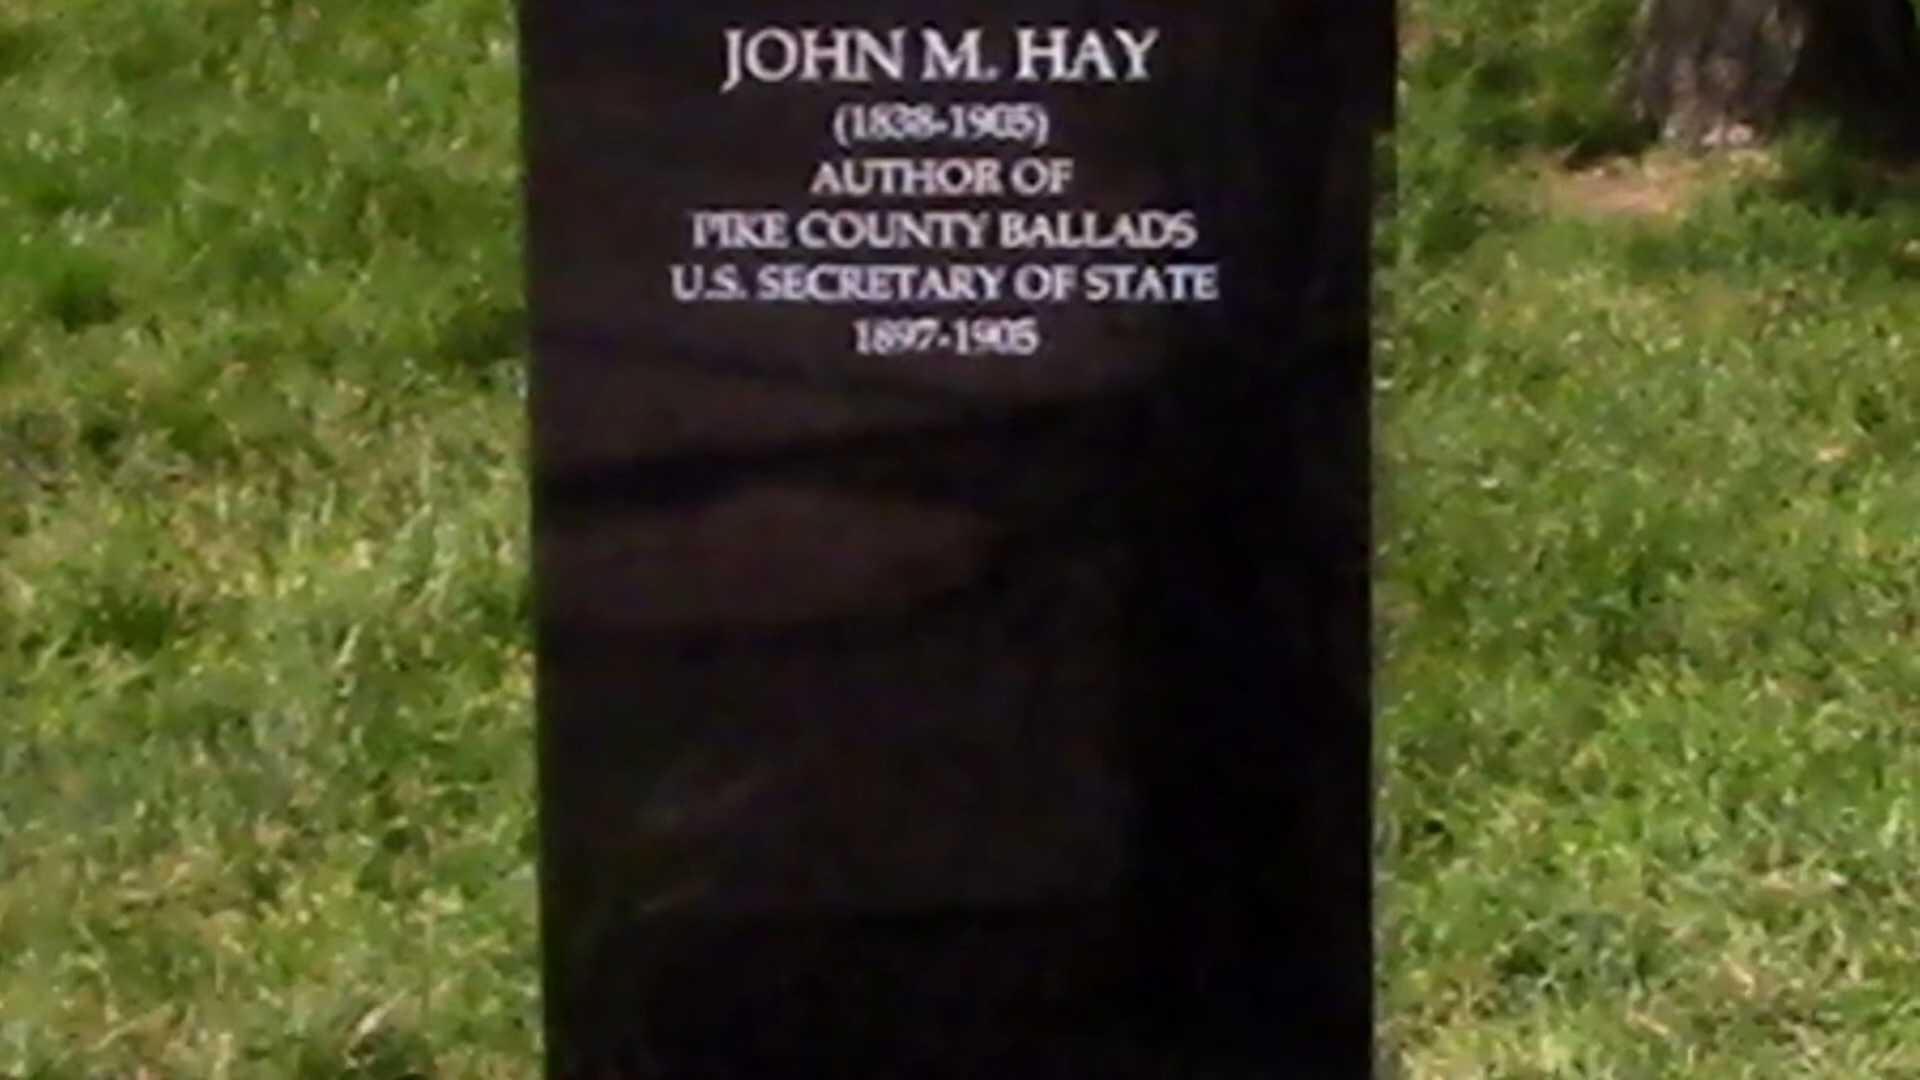 JOHN M. HAY
(1838-1905)
AUTHOR OF
PIKE COUNTY BALLADS
U.S. SECRETARY OF STATE
1897-1905